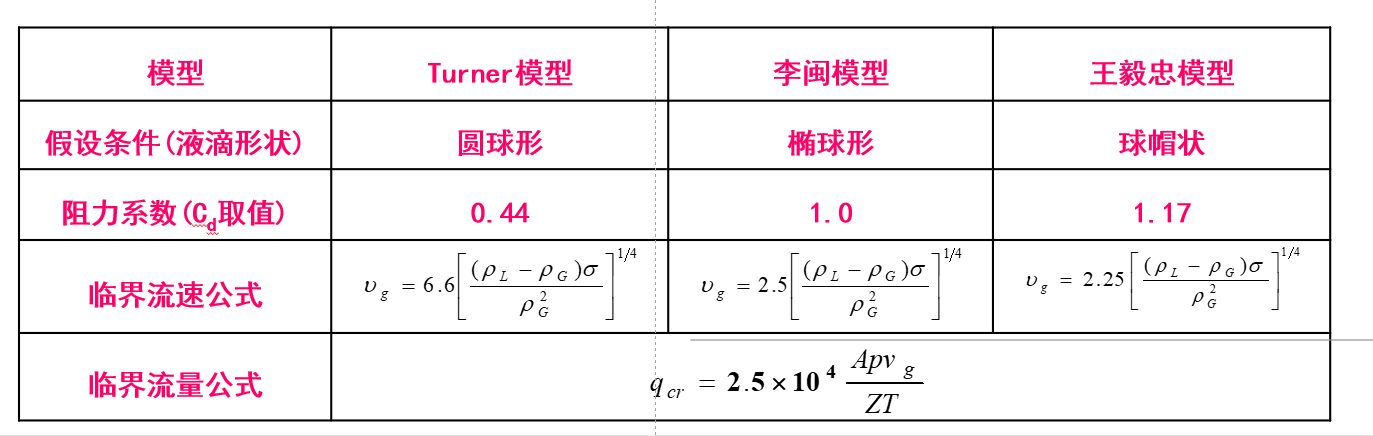 模型 Turner模型 李闽模型 王毅忠模型
假设条件(液滴形状) 圆球形 椭球形 球帽状
阻力系数(Cd取值) 0.44 1.0 1.17
临界流速公式 υg = 6.6[(ρL − ρG)σ / ρG²]^1/4 υg = 2.5[(ρL − ρG)σ / ρG²]^1/4 υg = 2.25[(ρL − ρG)σ / ρG²]^1/4
临界流量公式 qcr = 2.5×10^4 Apvg / ZT